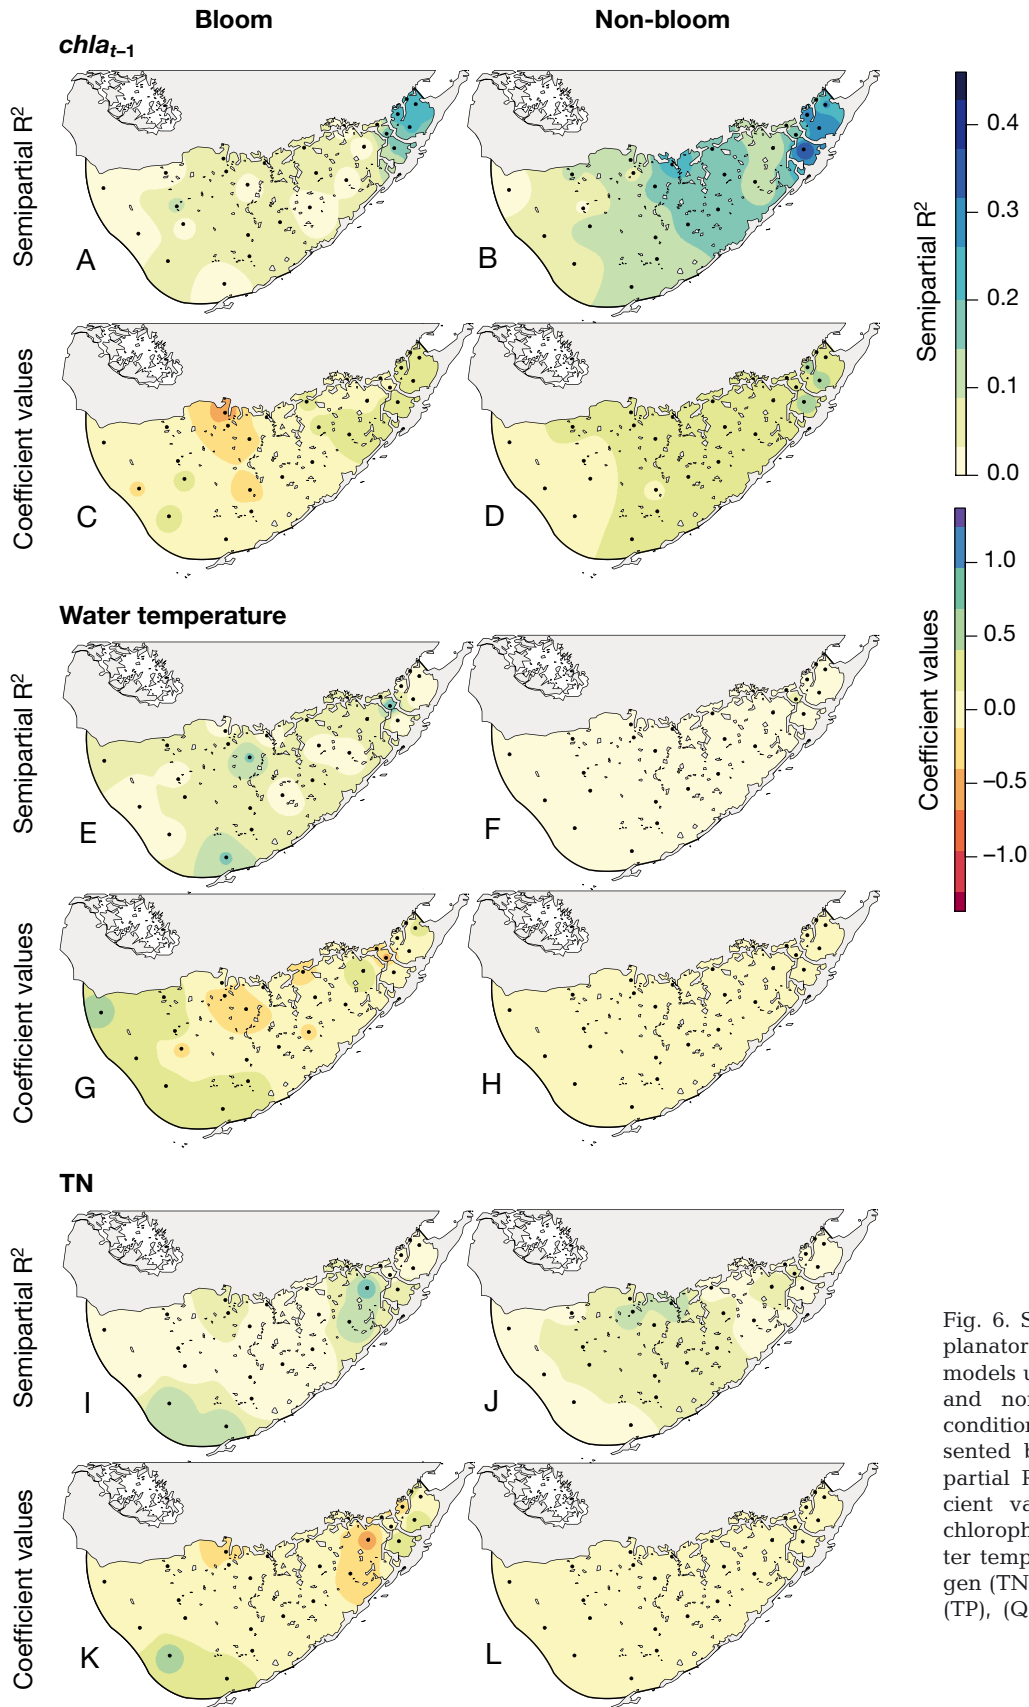 Bloom
Non-bloom
chlaₜ₋₁
Semipartial R²
A
B
Coefficient values
C
D
Semipartial R²
0.4
0.3
0.2
0.1
0.0
Coefficient values
1.0
0.5
0.0
−0.5
−1.0
Water temperature
Semipartial R²
E
F
Coefficient values
G
H
TN
Semipartial R²
I
J
Coefficient values
K
L
Fig. 6. S
planator
models u
and non
condition
sented b
partial R
cient va
chloroph
ter temp
gen (TN
(TP), (Q